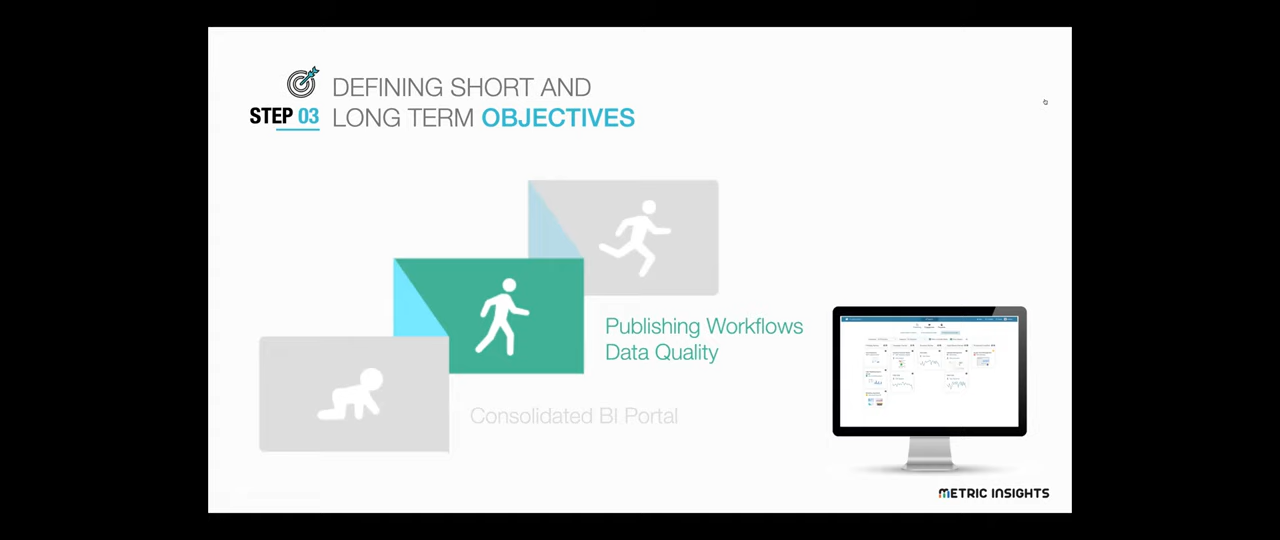 DEFINING SHORT AND
STEP 03 LONG TERM OBJECTIVES
Publishing Workflows
Data Quality
Consolidated BI Portal
METRIC INSIGHTS